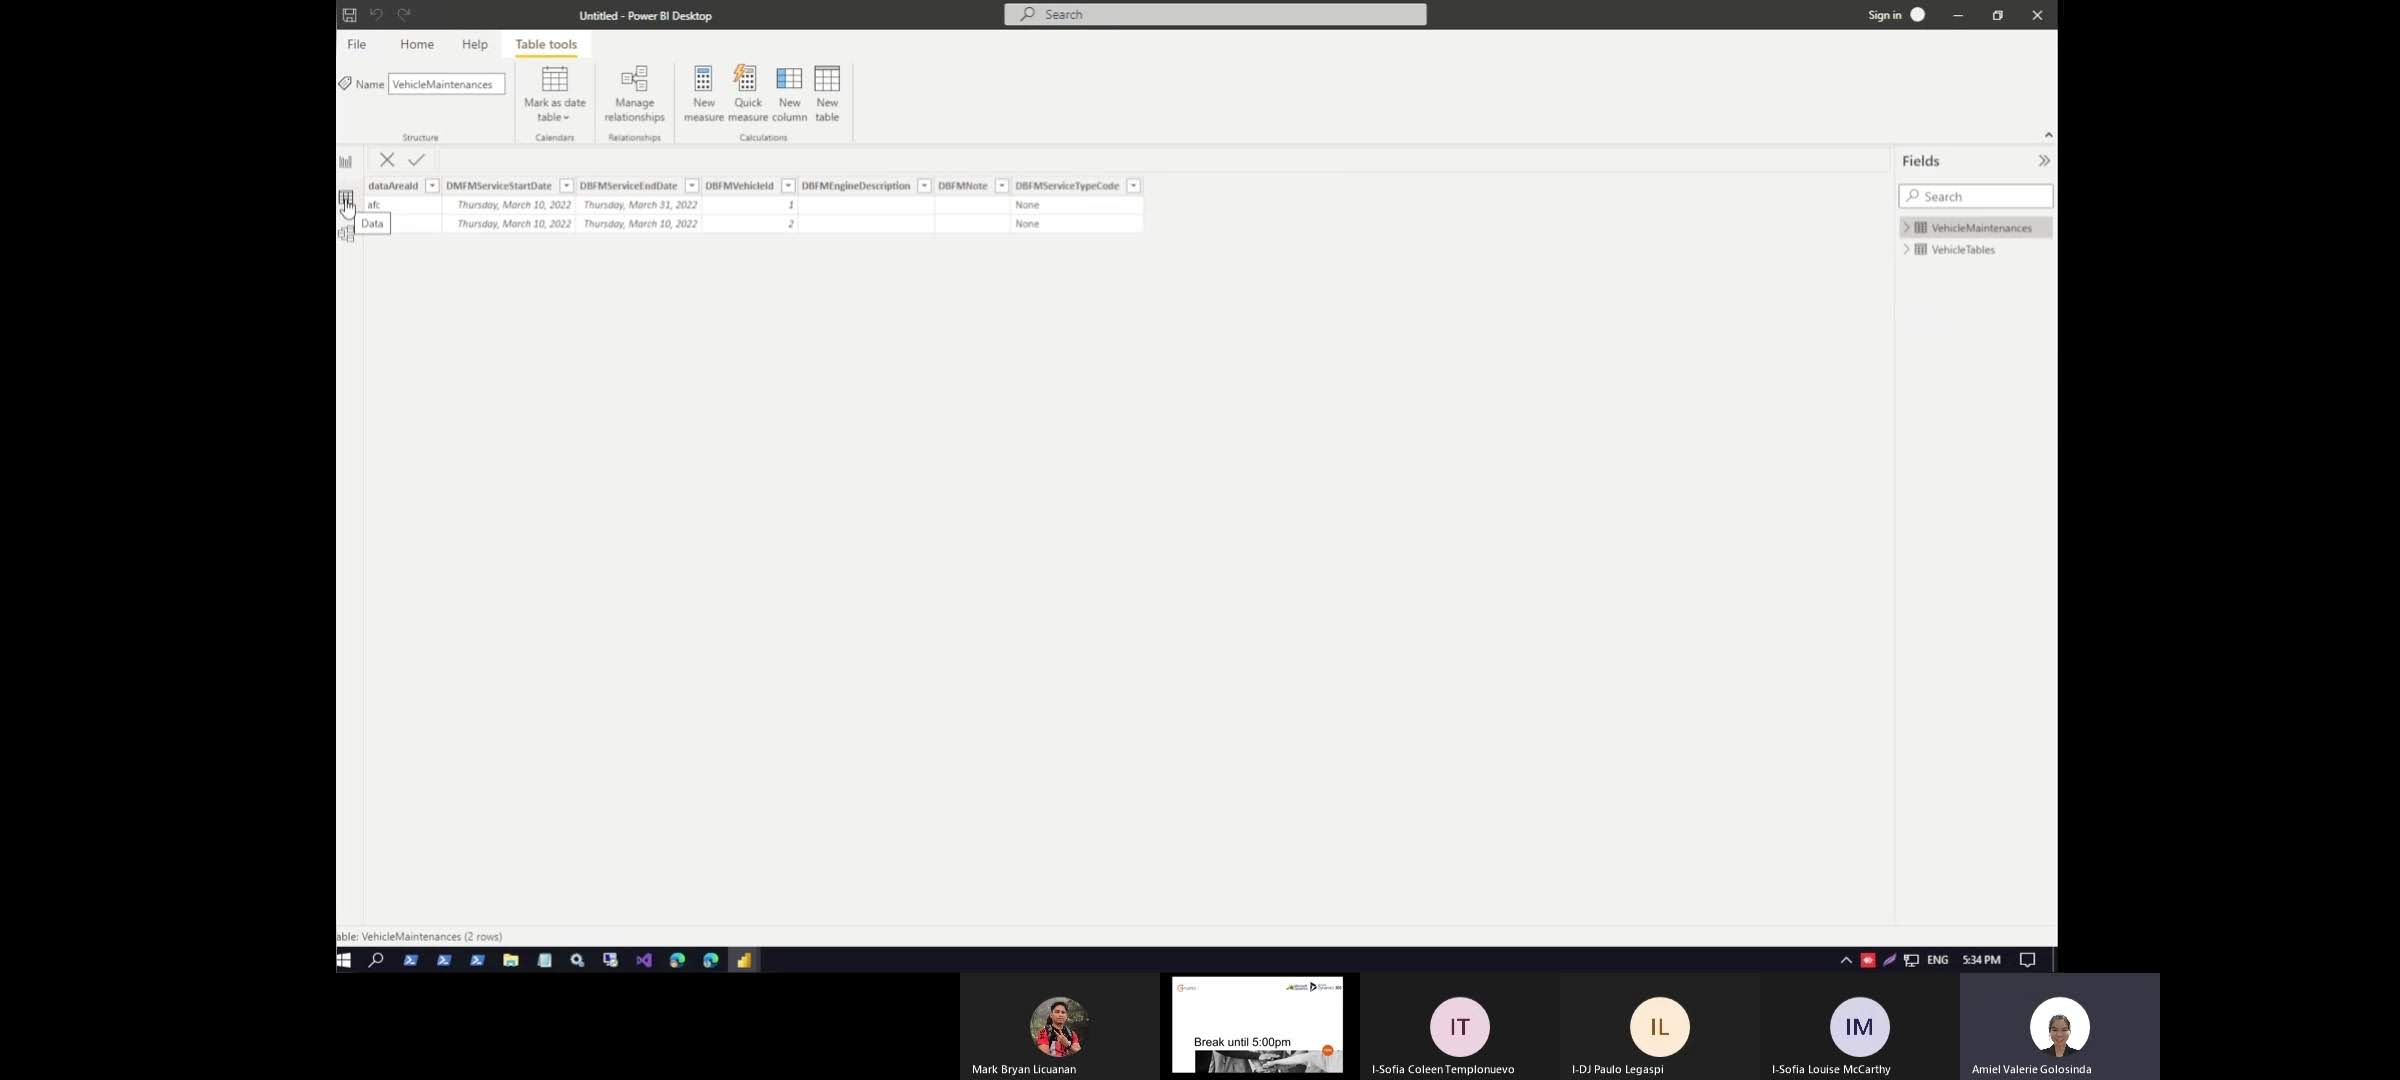 Untitled - Power BI Desktop
Search
Sign in
File Home Help Table tools
Name VehicleMaintenances
Mark as date table
Manage relationships
New measure
Quick measure
New column
New table
Structure Calendars Relationships Calculations
dataAreaId DMFMServiceStartDate DBFMServiceEndDate DBFMVehicleId DBFMEngineDescription DBFMNote DBFMServiceTypeCode
afc Thursday, March 10, 2022 Thursday, March 31, 2022 1 None
Thursday, March 10, 2022 Thursday, March 10, 2022 2 None
Data
Fields
Search
VehicleMaintenances
VehicleTables
able: VehicleMaintenances (2 rows)
ENG 5:34 PM
Break until 5:00pm
IT IL IM
Mark Bryan Licuanan
I-Sofia Coleen Templonuevo
I-DJ Paulo Legaspi
I-Sofia Louise McCarthy
Amiel Valerie Golosinda